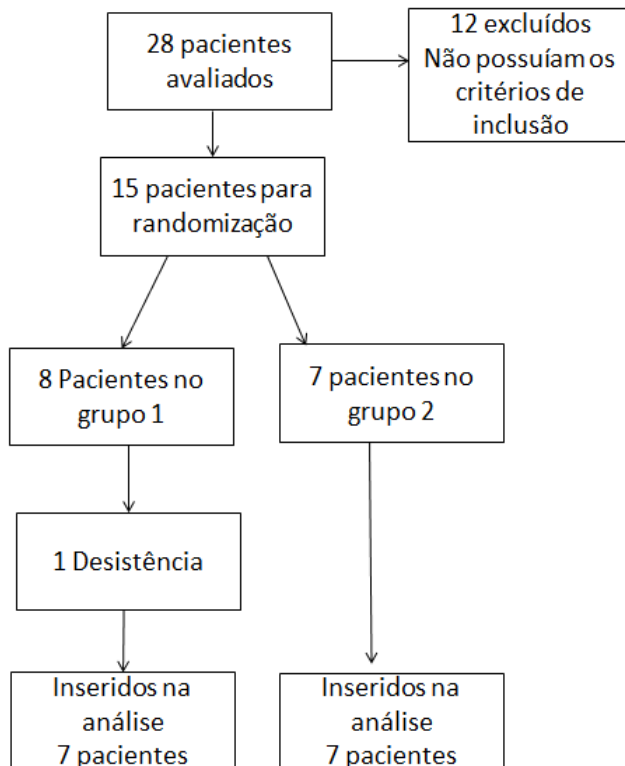 28 pacientes
avaliados
12 excluídos
Não possuíam os
critérios de
inclusão
15 pacientes para
randomização
8 Pacientes no
grupo 1
7 pacientes no
grupo 2
1 Desistência
Inseridos na
análise
7 pacientes
Inseridos na
análise
7 pacientes